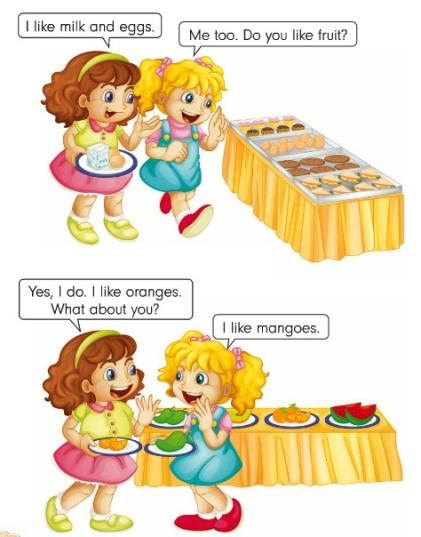 I like milk and eggs.
Me too. Do you like fruit?
Yes, I do. I like oranges.
What about you?
I like mangoes.